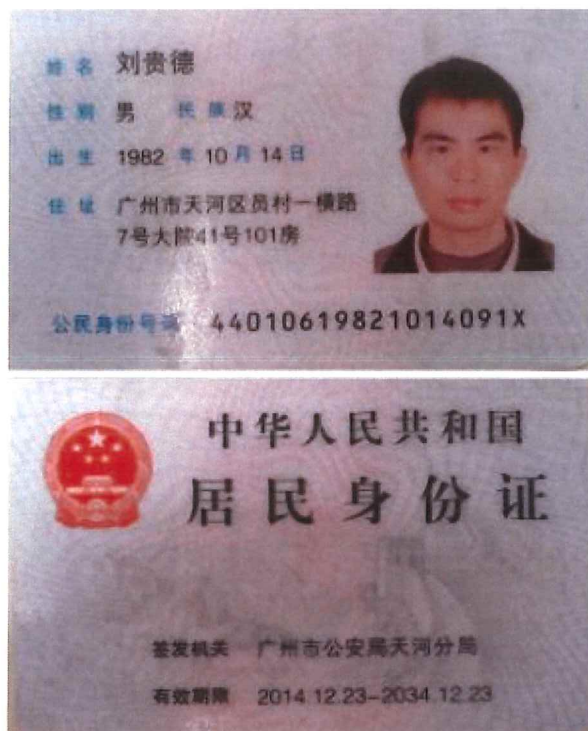 姓名 刘贵德
性别 男 民族 汉
出生 1982 年 10 月 14 日
住址 广州市天河区员村一横路
7号大院41号101房
公民身份号码 44010619821014091X
中华人民共和国
居民身份证
签发机关 广州市公安局天河分局
有效期限 2014.12.23-2034.12.23